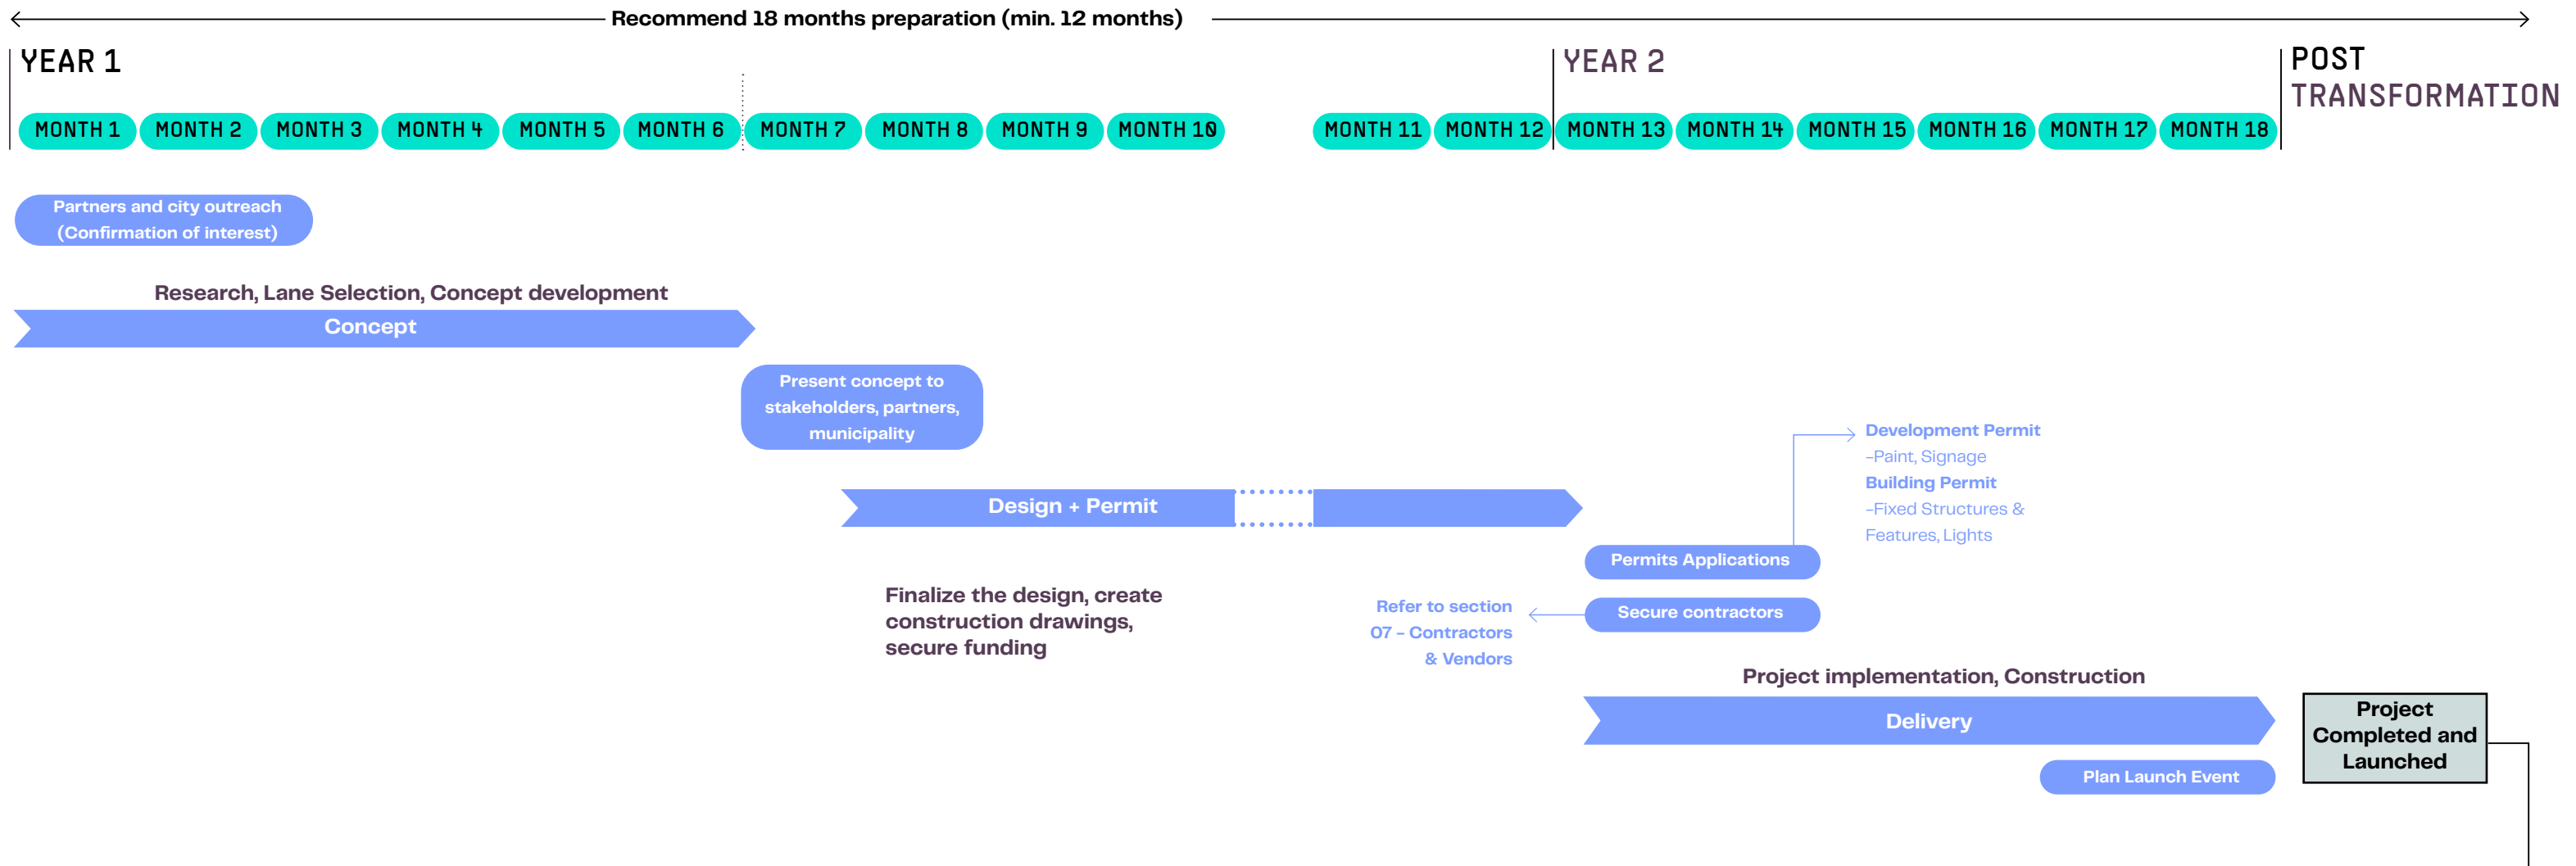 Recommend 18 months preparation (min. 12 months)
YEAR 1
YEAR 2
POST
TRANSFORMATION
MONTH 1
MONTH 2
MONTH 3
MONTH 4
MONTH 5
MONTH 6
MONTH 7
MONTH 8
MONTH 9
MONTH 10
MONTH 11
MONTH 12
MONTH 13
MONTH 14
MONTH 15
MONTH 16
MONTH 17
MONTH 18
Partners and city outreach
(Confirmation of interest)
Research, Lane Selection, Concept development
Concept
Present concept to
stakeholders, partners,
municipality
Design + Permit
Finalize the design, create
construction drawings,
secure funding
Development Permit
-Paint, Signage
Building Permit
-Fixed Structures &
Features, Lights
Permits Applications
Secure contractors
Refer to section
07 - Contractors
& Vendors
Project implementation, Construction
Delivery
Plan Launch Event
Project
Completed and
Launched